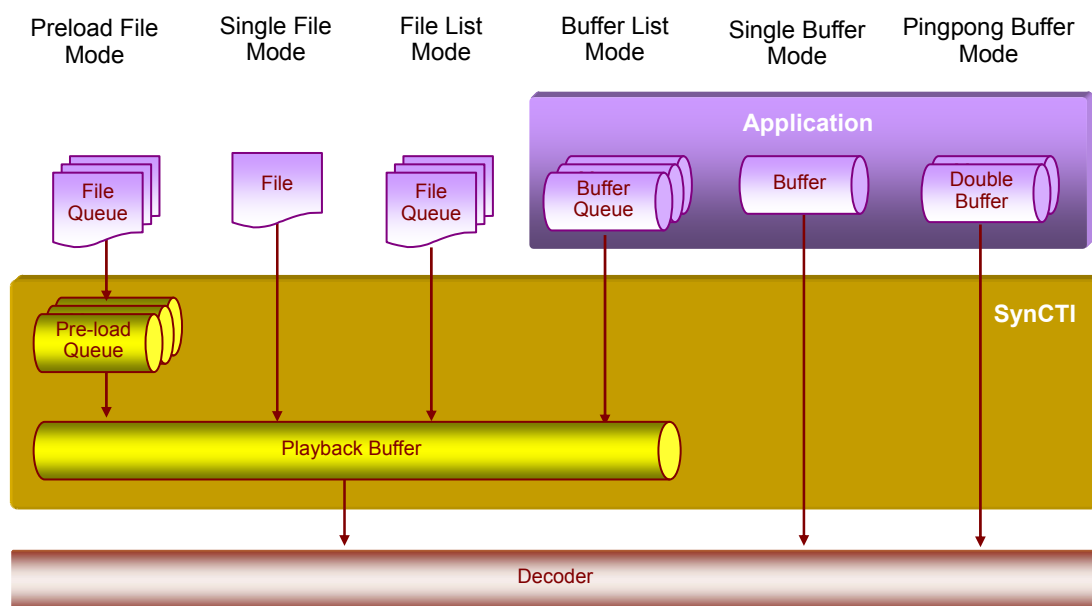 Preload File
Mode
Single File
Mode
File List
Mode
Buffer List
Mode
Single Buffer
Mode
Pingpong Buffer
Mode
Application
File
Queue
File
File
Queue
Buffer
Queue
Buffer
Double
Buffer
SynCTI
Pre-load
Queue
Playback Buffer
Decoder